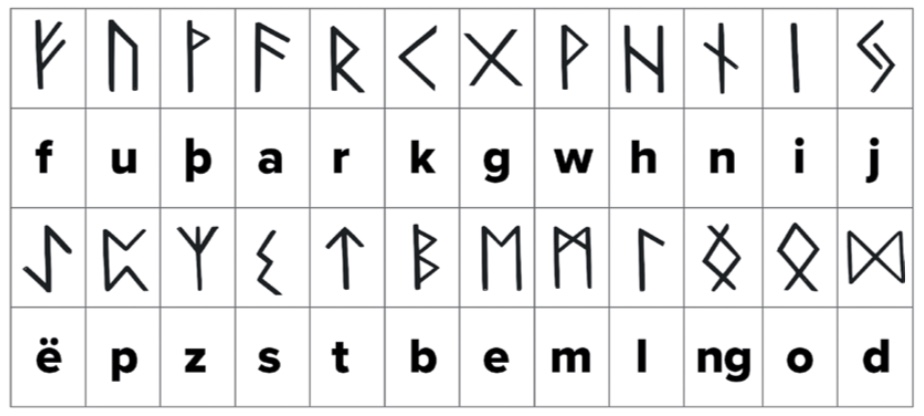 ᚠ ᚢ ᚦ ᚨ ᚱ ᚲ ᚷ ᚹ ᚺ ᚾ ᛁ ᛃ
f u þ a r k g w h n i j
ᛇ ᛈ ᛉ ᛊ ᛏ ᛒ ᛖ ᛗ ᛚ ᛝ ᛟ ᛞ
ë p z s t b e m l ng o d